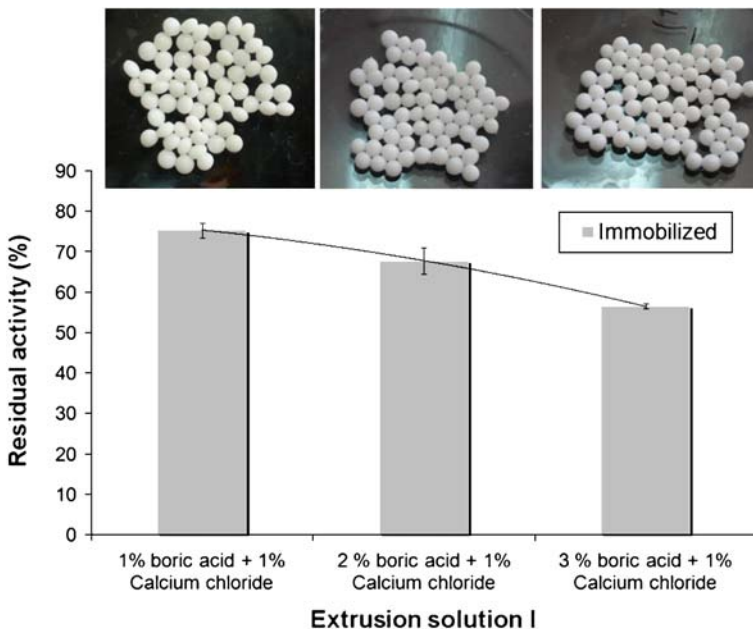 90
80
70
60
50
40
30
20
10
0
Residual activity (%)
Immobilized
1% boric acid + 1%
Calcium chloride
2 % boric acid + 1%
Calcium chloride
3 % boric acid + 1%
Calcium chloride
Extrusion solution I